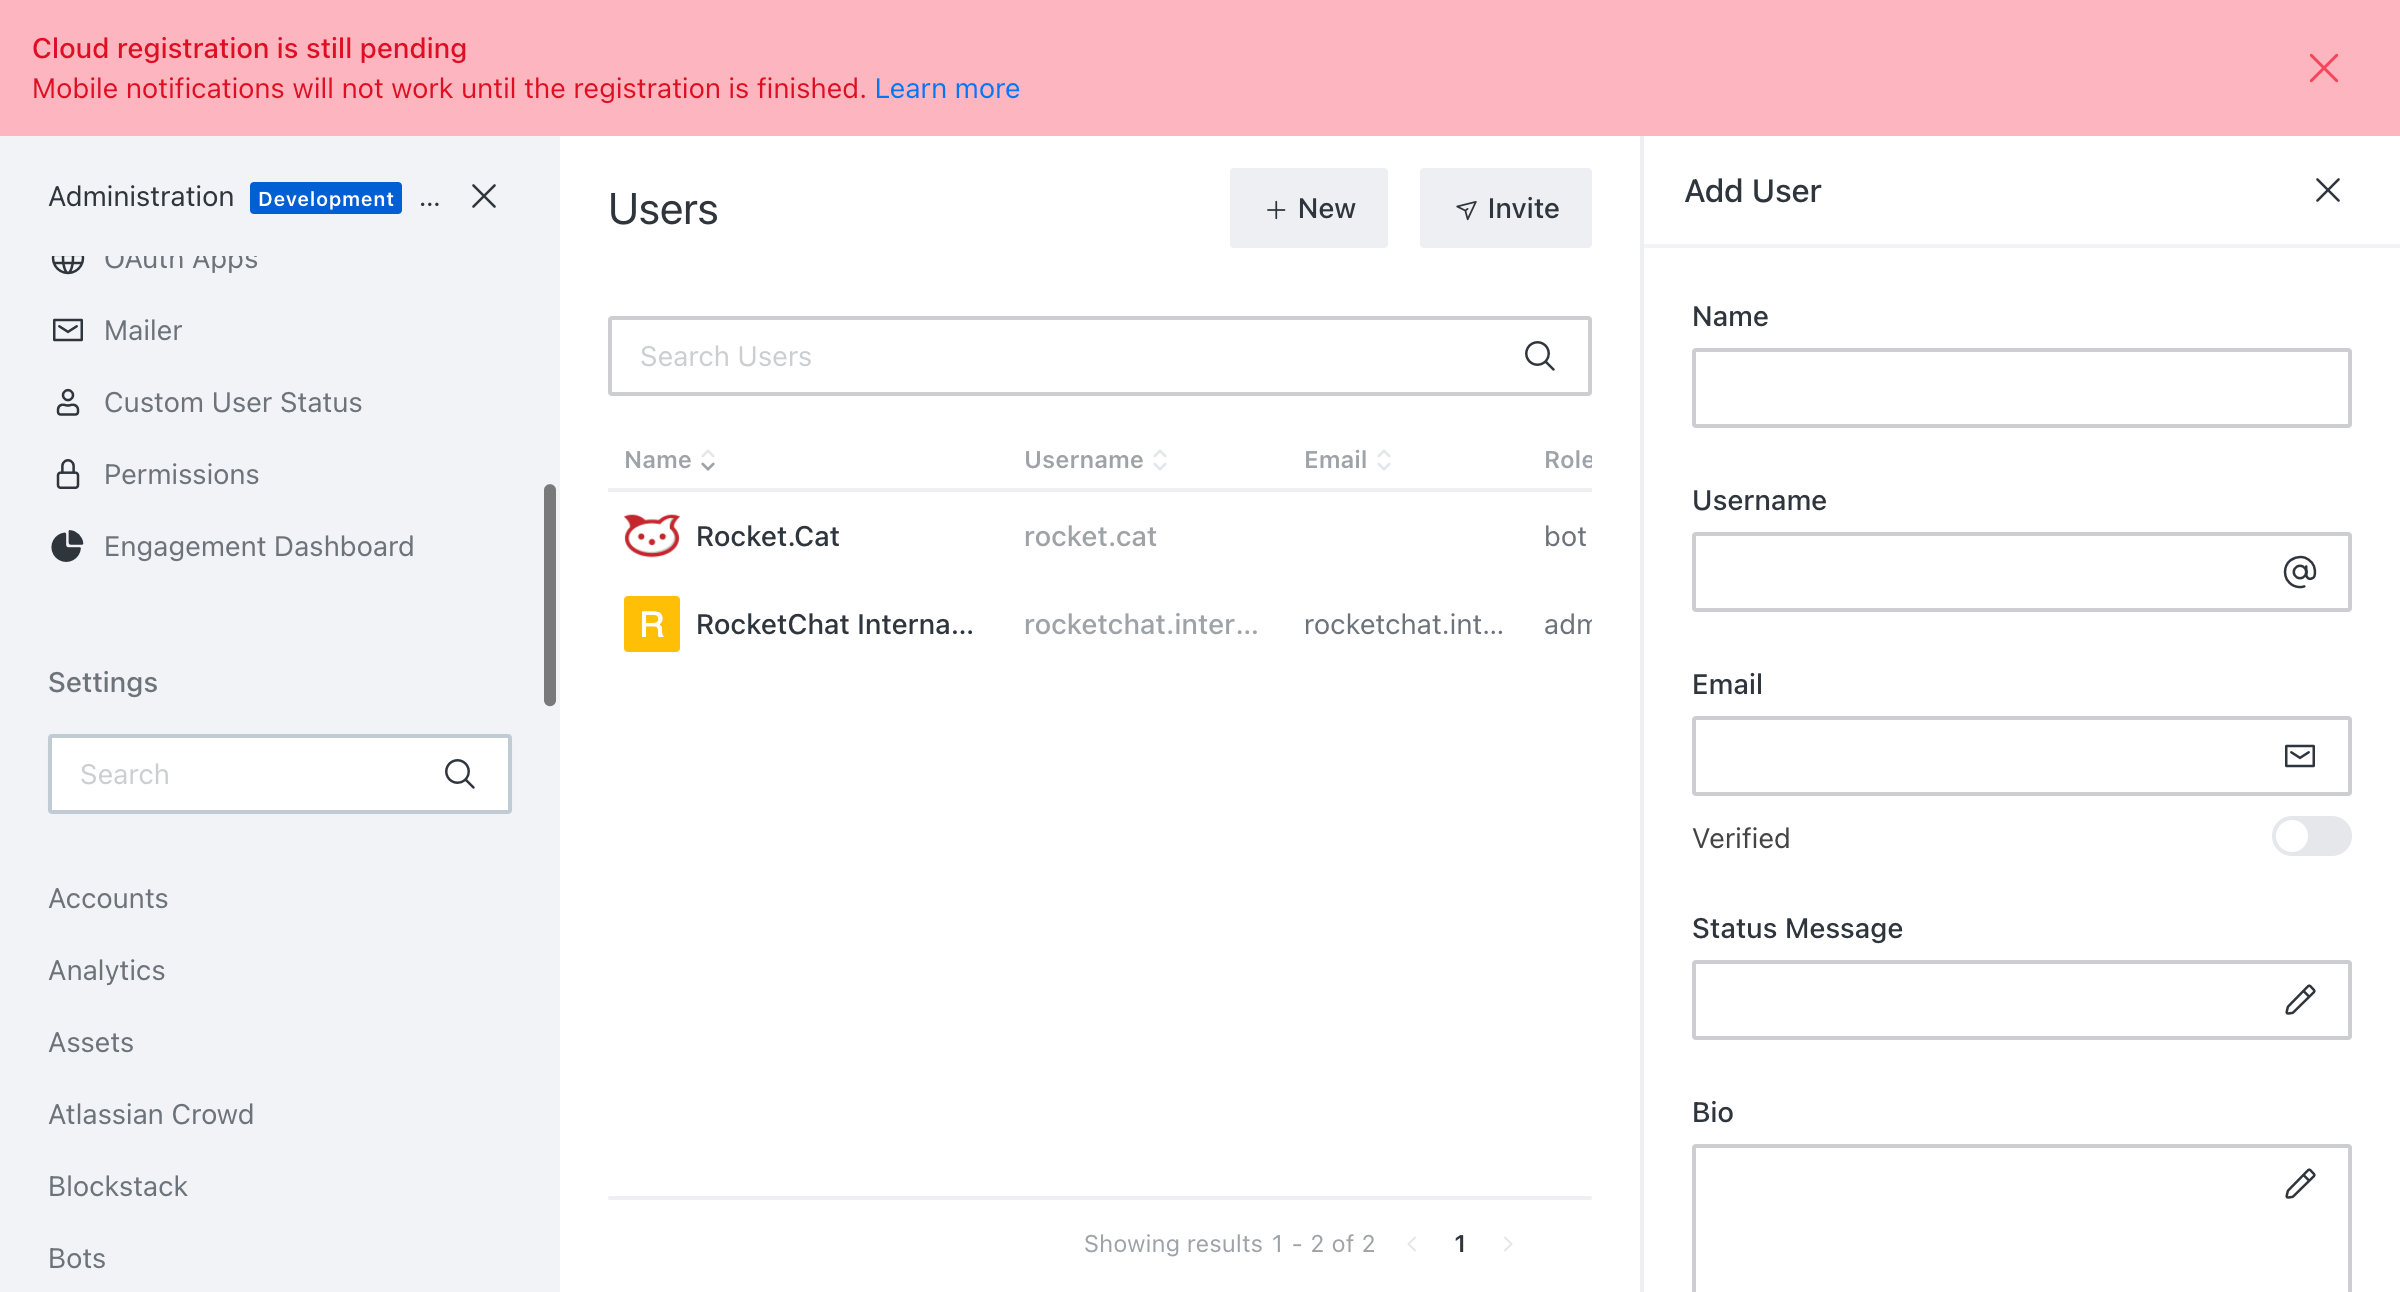 Cloud registration is still pending
Mobile notifications will not work until the registration is finished. Learn more
Administration Development ...
OAuth Apps
Mailer
Custom User Status
Permissions
Engagement Dashboard
Settings
Search
Accounts
Analytics
Assets
Atlassian Crowd
Blockstack
Bots
Users
New
Invite
Search Users
Name Username Email Role
Rocket.Cat rocket.cat bot
R RocketChat Interna... rocketchat.inter... rocketchat.int... adm
Showing results 1 - 2 of 2 1
Add User
Name
Username
Email
Verified
Status Message
Bio